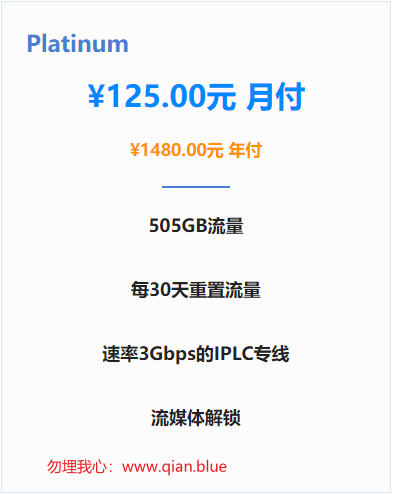 Platinum
¥125.00元 月付
¥1480.00元 年付
505GB流量
每30天重置流量
速率3Gbps的IPLC专线
流媒体解锁
勿埋我心：www.qian.blue